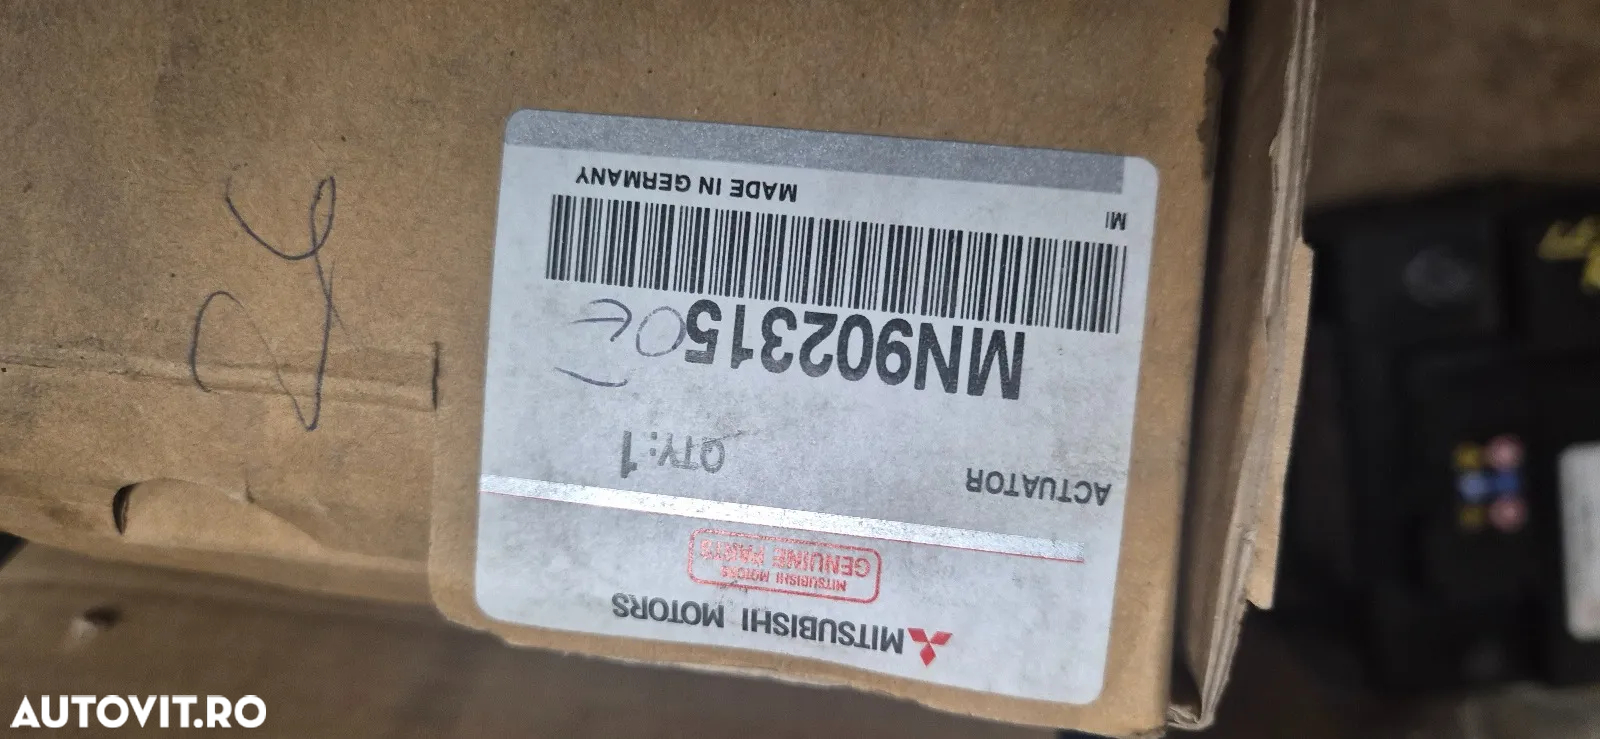 MITSUBISHI MOTORS
MITSUBISHI MOTORS
GENUINE PARTS
ACTUATOR
QTY: 1
MN902315
MI
MADE IN GERMANY
AUTOVIT.RO